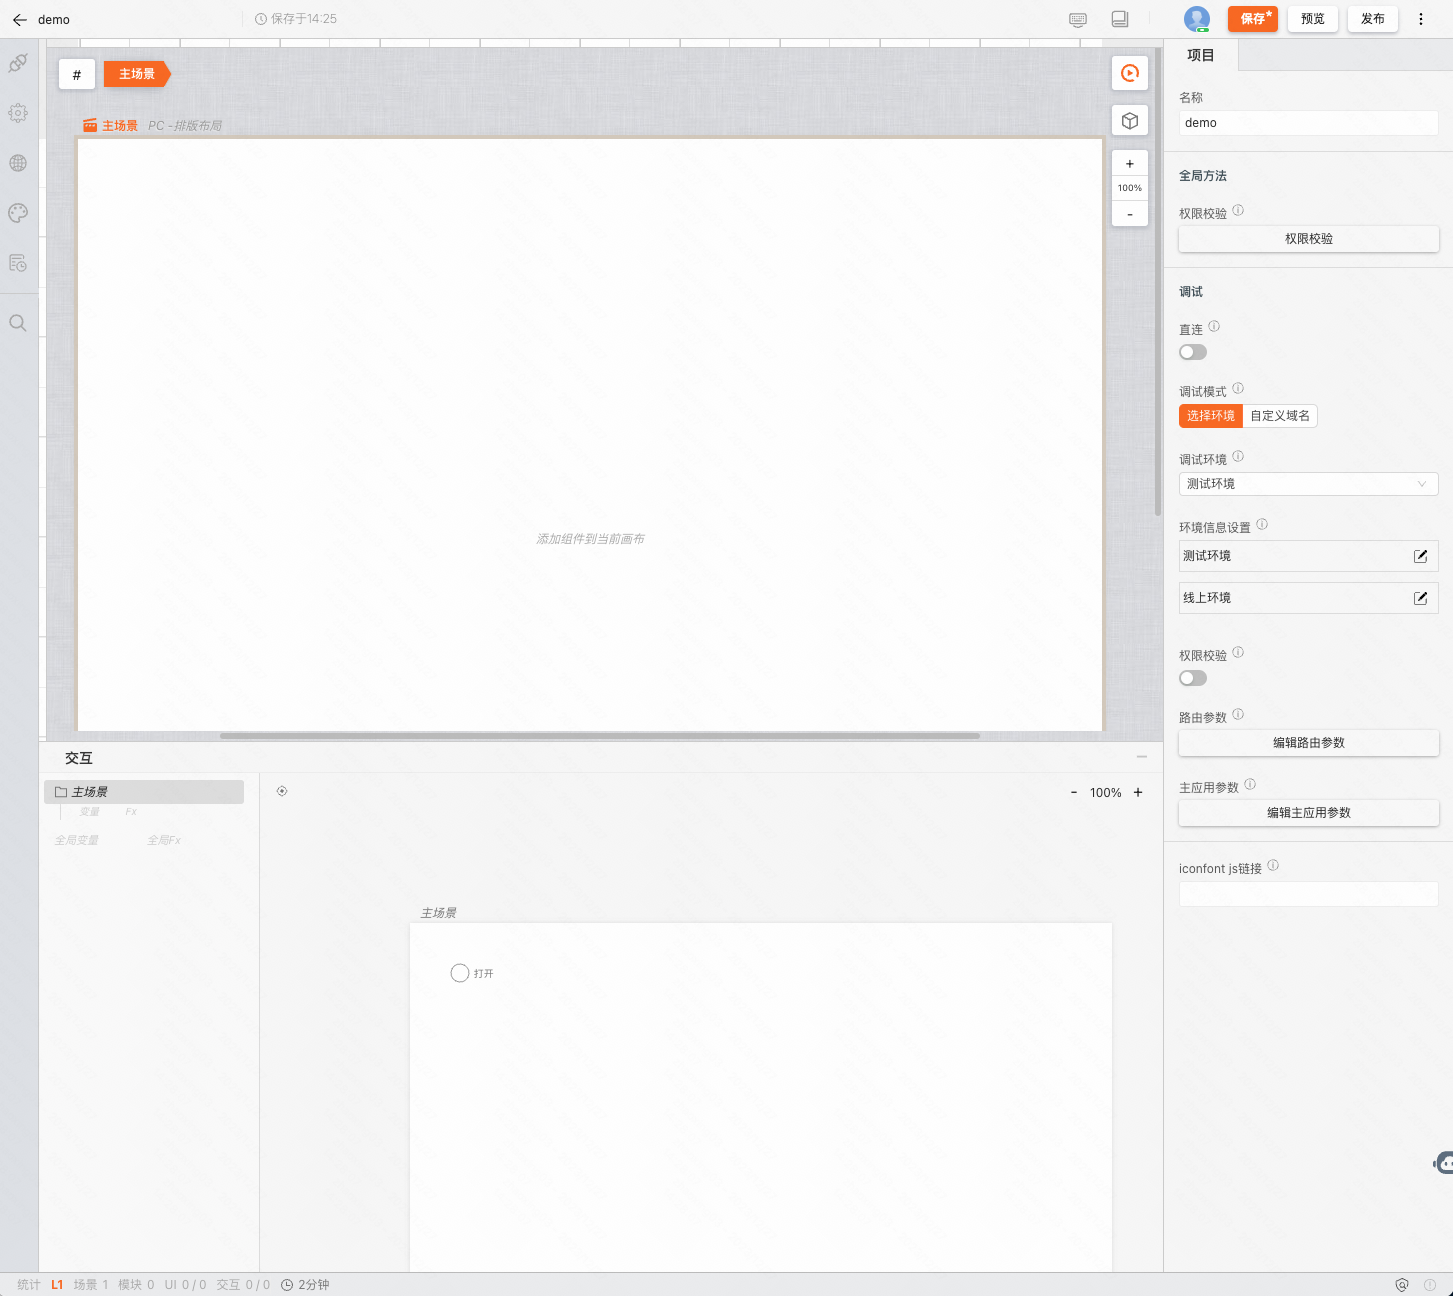 demo
保存于14:25
保存*
预览
发布
#
主场景
主场景 PC -排版布局
+
100%
-
添加组件到当前画布
交互
主场景
变量 Fx
全局变量 全局Fx
- 100% +
主场景
打开
项目
名称
demo
全局方法
权限校验
权限校验
调试
直连
调试模式
选择环境 自定义域名
调试环境
测试环境
环境信息设置
测试环境
线上环境
权限校验
路由参数
编辑路由参数
主应用参数
编辑主应用参数
iconfont js链接
统计 L1 场景 1 模块 0 UI 0 / 0 交互 0 / 0 2分钟